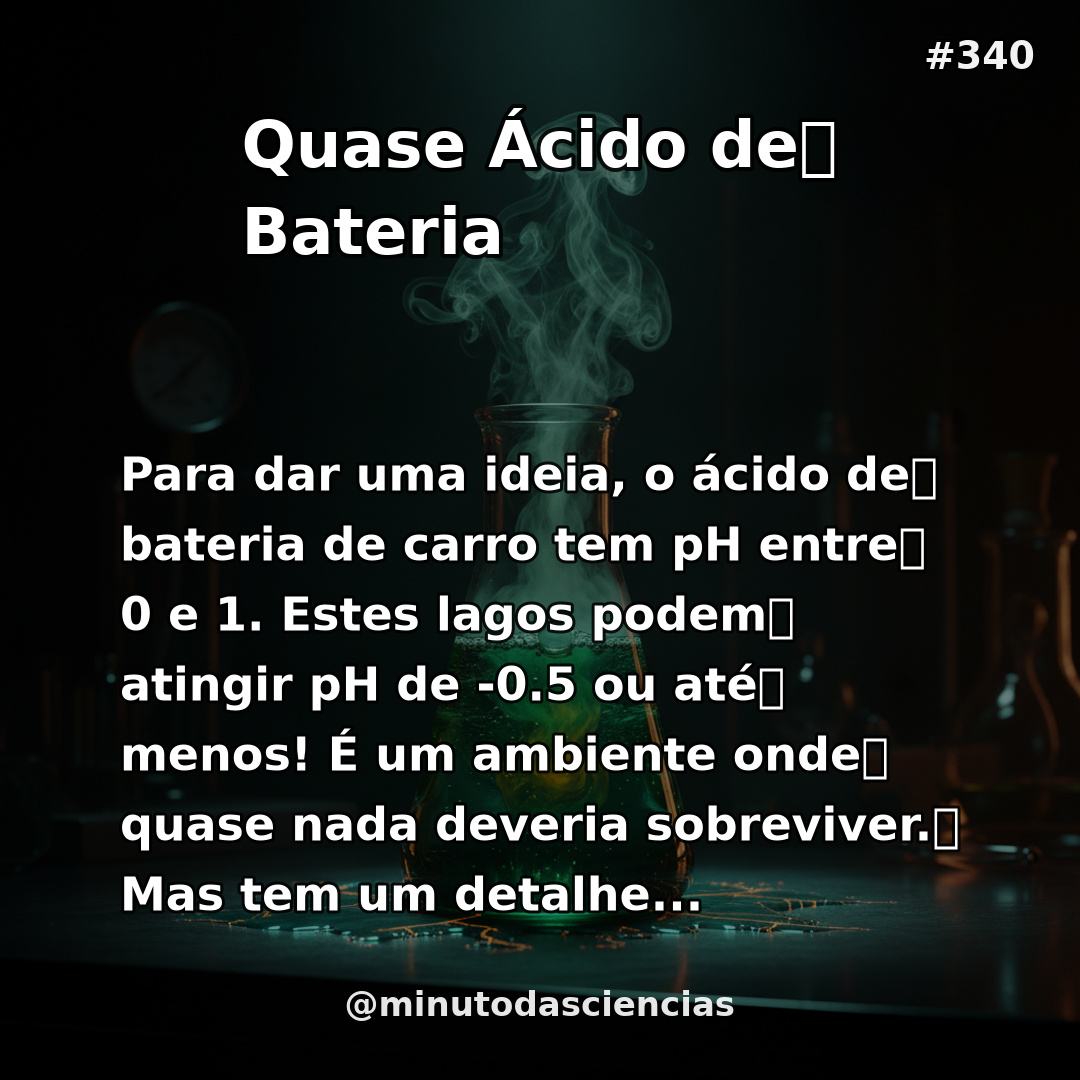 #340
Quase Ácido de
Bateria
Para dar uma ideia, o ácido de
bateria de carro tem pH entre
0 e 1. Estes lagos podem
atingir pH de -0.5 ou até
menos! É um ambiente onde
quase nada deveria sobreviver.
Mas tem um detalhe...
@minutodasciencias